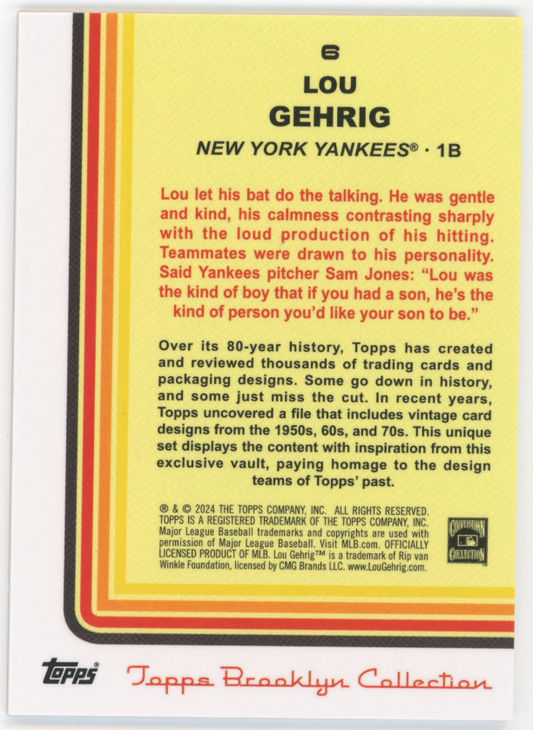 6
LOU
GEHRIG
NEW YORK YANKEES® · 1B
Lou let his bat do the talking. He was gentle
and kind, his calmness contrasting sharply
with the loud production of his hitting.
Teammates were drawn to his personality.
Said Yankees pitcher Sam Jones: “Lou was
the kind of boy that if you had a son, he’s the
kind of person you’d like your son to be.”
Over its 80-year history, Topps has created
and reviewed thousands of trading cards and
packaging designs. Some go down in history,
and some just miss the cut. In recent years,
Topps uncovered a file that includes vintage card
designs from the 1950s, 60s, and 70s. This unique
set displays the content with inspiration from this
exclusive vault, paying homage to the design
teams of Topps’ past.
® & © 2024 THE TOPPS COMPANY, INC. ALL RIGHTS RESERVED.
TOPPS IS A REGISTERED TRADEMARK OF THE TOPPS COMPANY, INC.
Major League Baseball trademarks and copyrights are used with
permission of Major League Baseball. Visit MLB.com. OFFICIALLY
LICENSED PRODUCT OF MLB. Lou Gehrig™ is a trademark of Rip van
Winkle Foundation, licensed by CMG Brands LLC. www.LouGehrig.com.
COOPERSTOWN
COLLECTION
Topps®
Topps Brooklyn Collection